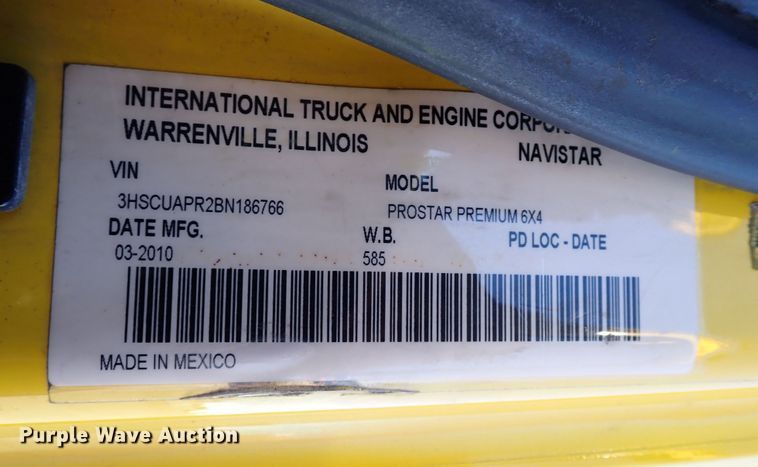 INTERNATIONAL TRUCK AND ENGINE
WARRENVILLE, ILLINOIS NAVISTAR
VIN MODEL
3HSCUAPR2BN186766 PROSTAR PREMIUM 6X4
DATE MFG. W.B. PD LOC - DATE
03-2010 585
MADE IN MEXICO
Purple Wave Auction